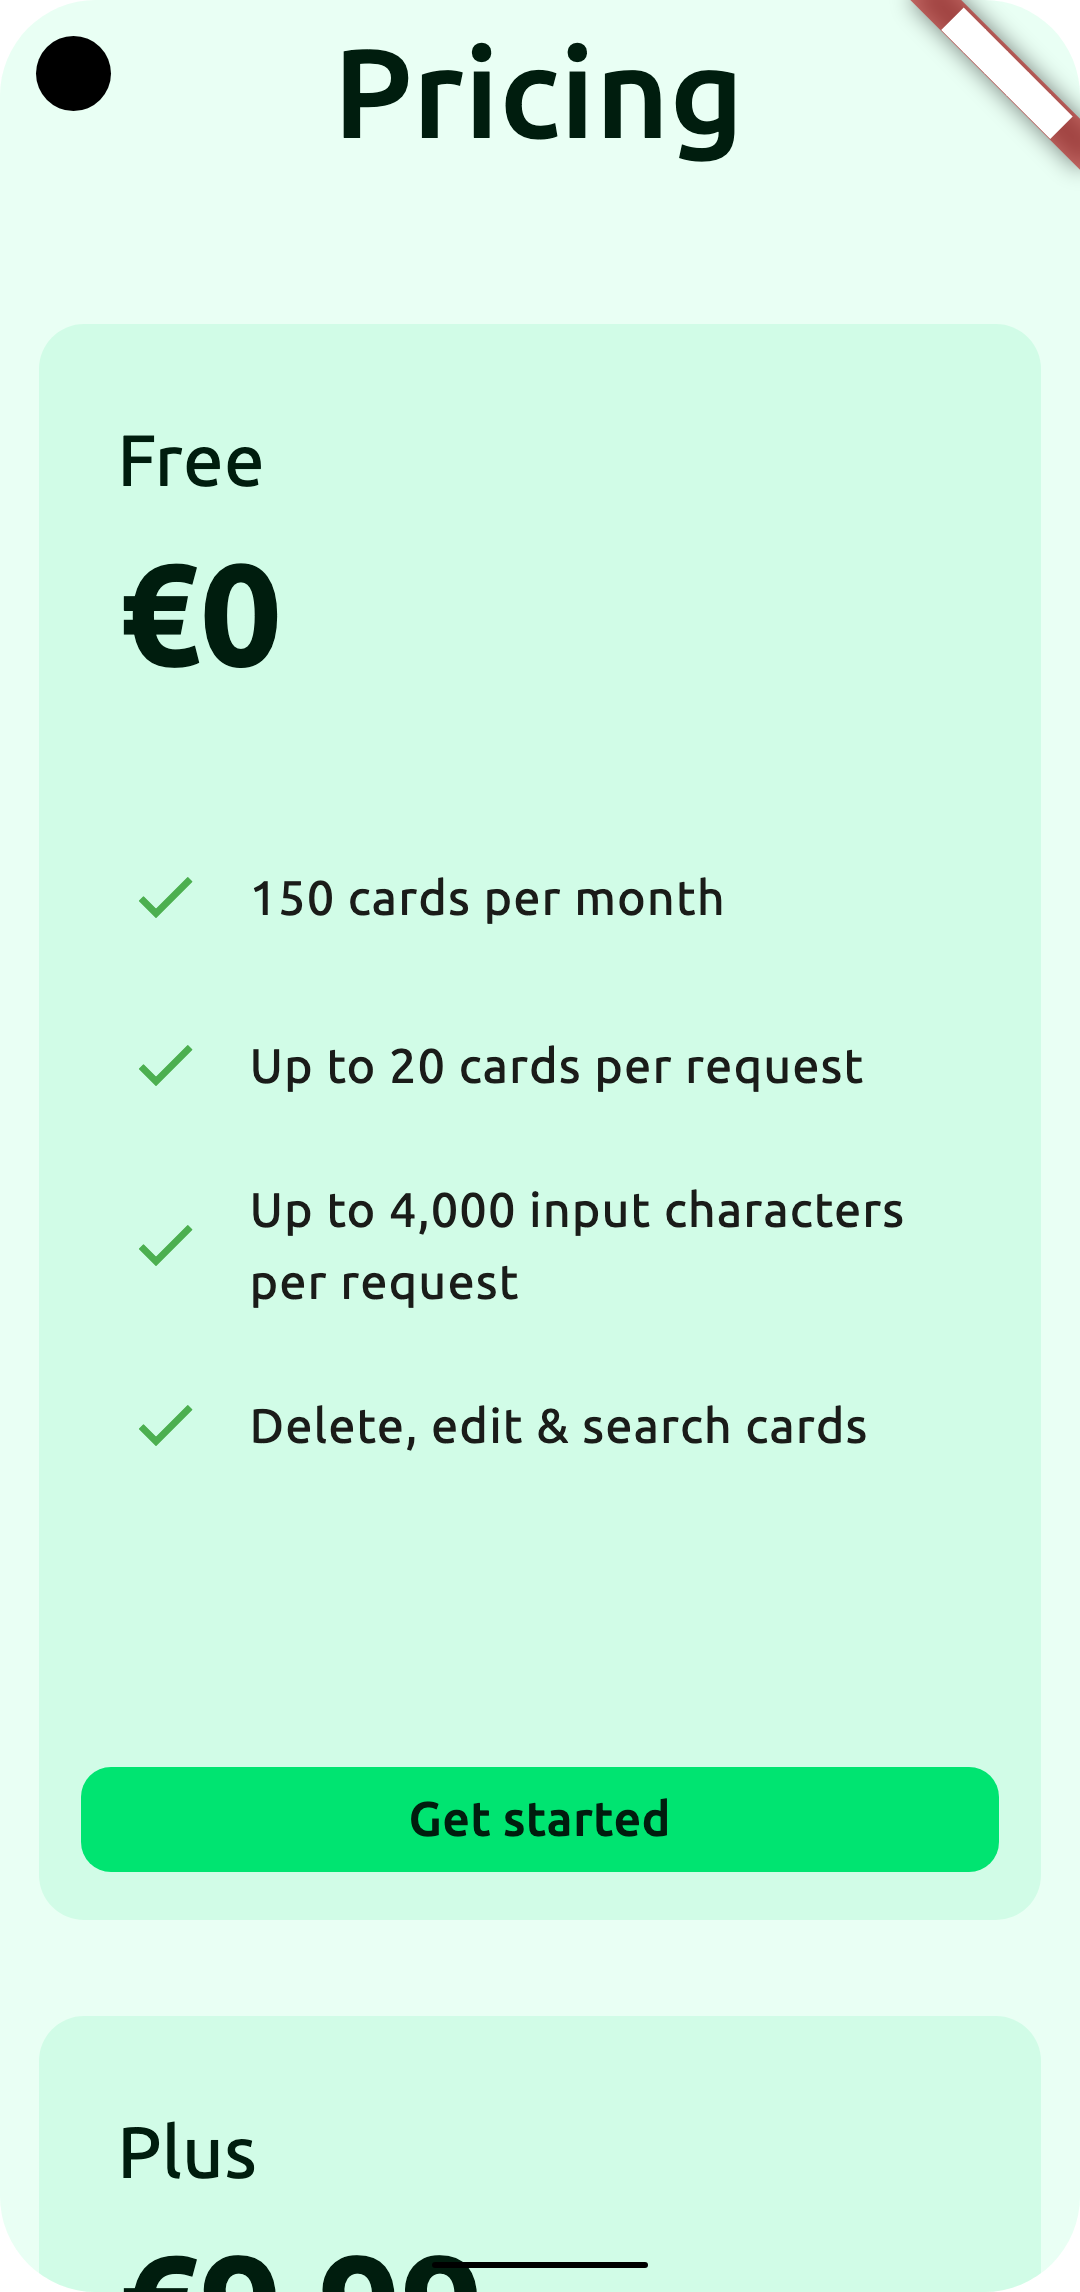 Pricing
Free
€0
150 cards per month
Up to 20 cards per request
Up to 4,000 input characters
per request
Delete, edit & search cards
Get started
Plus